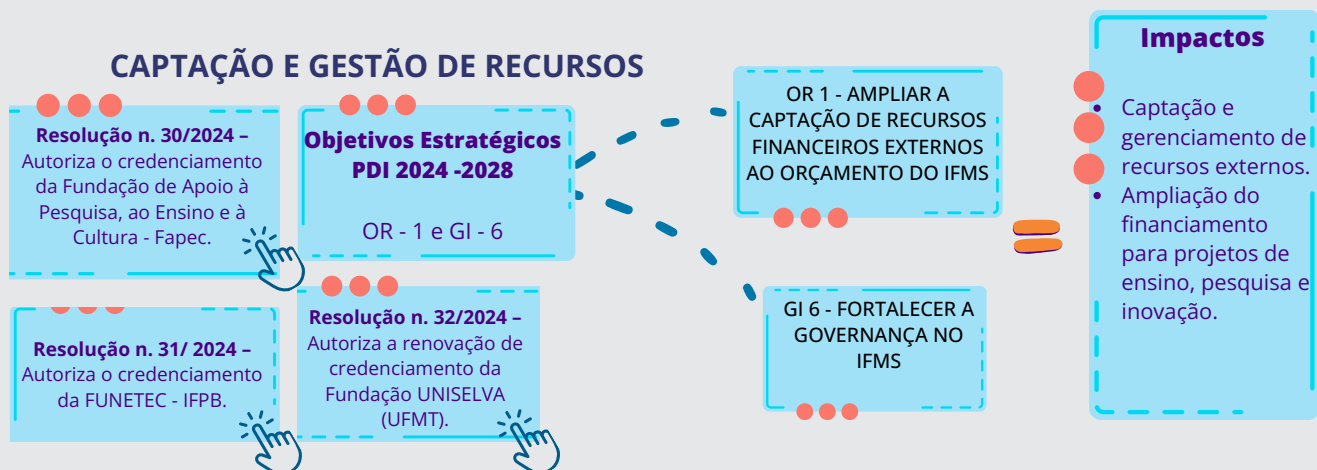 CAPTAÇÃO E GESTÃO DE RECURSOS
Resolução n. 30/2024 –
Autoriza o credenciamento
da Fundação de Apoio à
Pesquisa, ao Ensino e à
Cultura - Fapec.
Objetivos Estratégicos
PDI 2024 -2028
OR - 1 e GI - 6
Resolução n. 31/ 2024 –
Autoriza o credenciamento
da FUNETEC - IFPB.
Resolução n. 32/2024 –
Autoriza a renovação de
credenciamento da
Fundação UNISELVA
(UFMT).
OR 1 - AMPLIAR A
CAPTAÇÃO DE RECURSOS
FINANCEIROS EXTERNOS
AO ORÇAMENTO DO IFMS
GI 6 - FORTALECER A
GOVERNANÇA NO
IFMS
Impactos
• Captação e
gerenciamento de
recursos externos.
• Ampliação do
financiamento
para projetos de
ensino, pesquisa e
inovação.